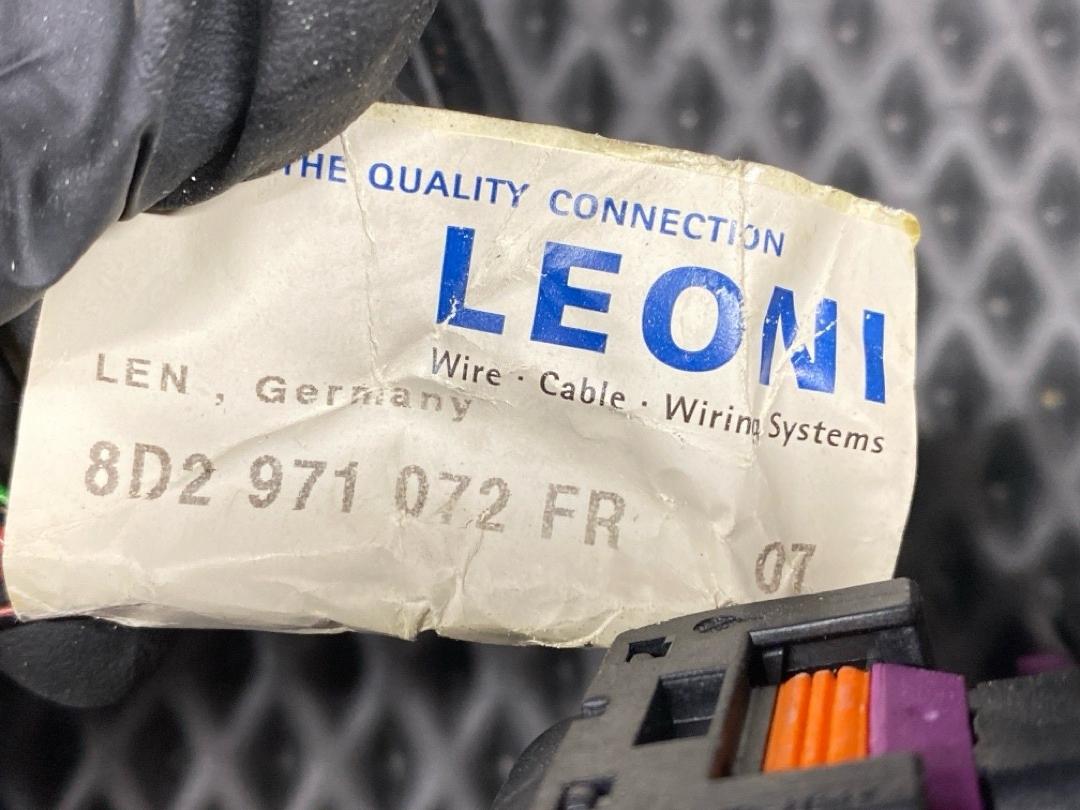 THE QUALITY CONNECTION
LEONI
Wire · Cable · Wiring Systems
LEN , Germany
8D2 971 072 FR
07